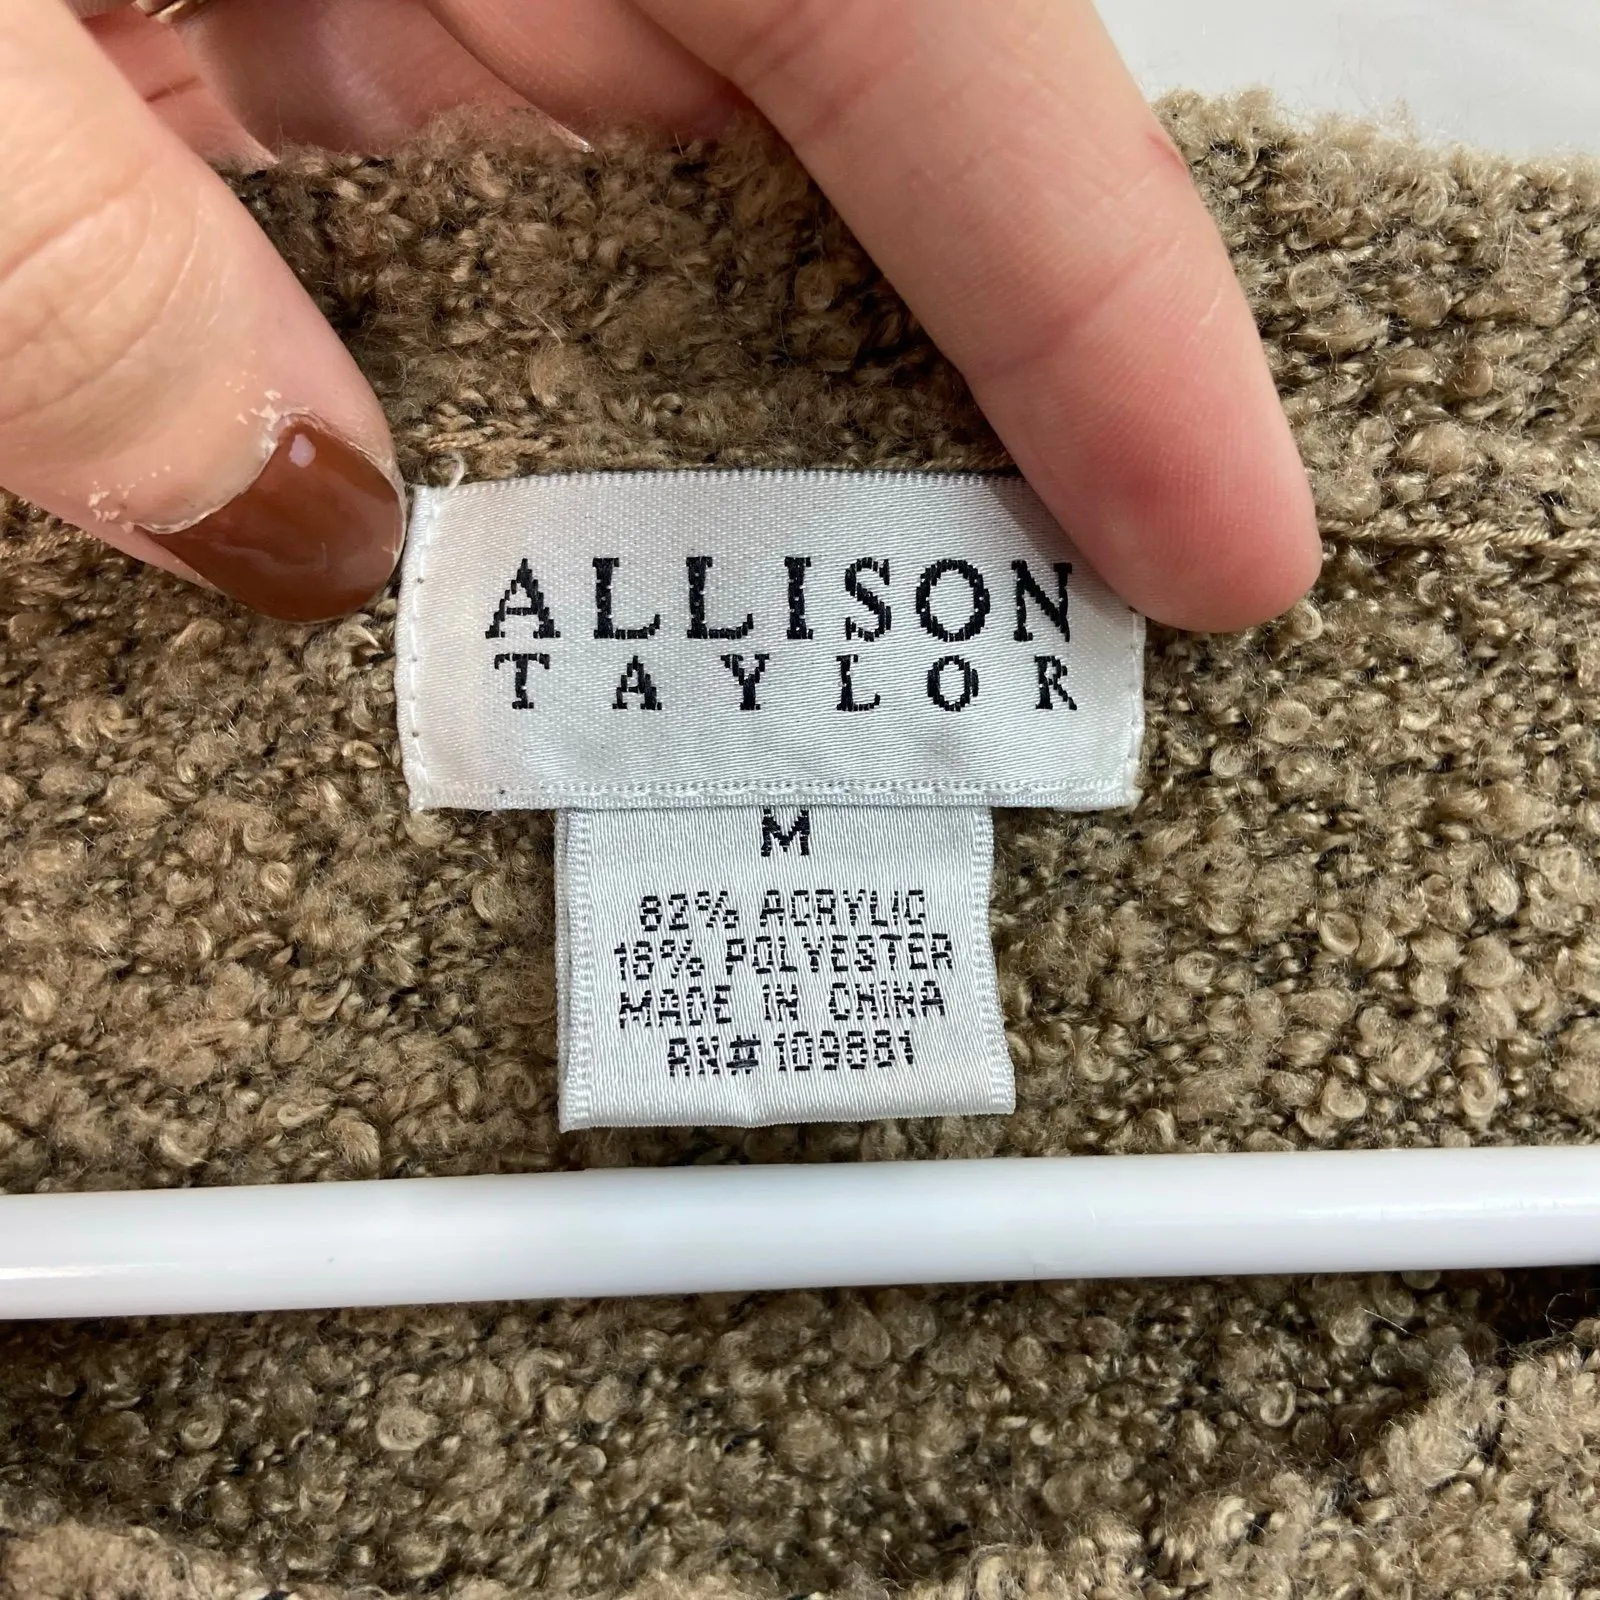 ALLISON
TAYLOR
M
82% ACRYLIC
18% POLYESTER
MADE IN CHINA
RN# 109881